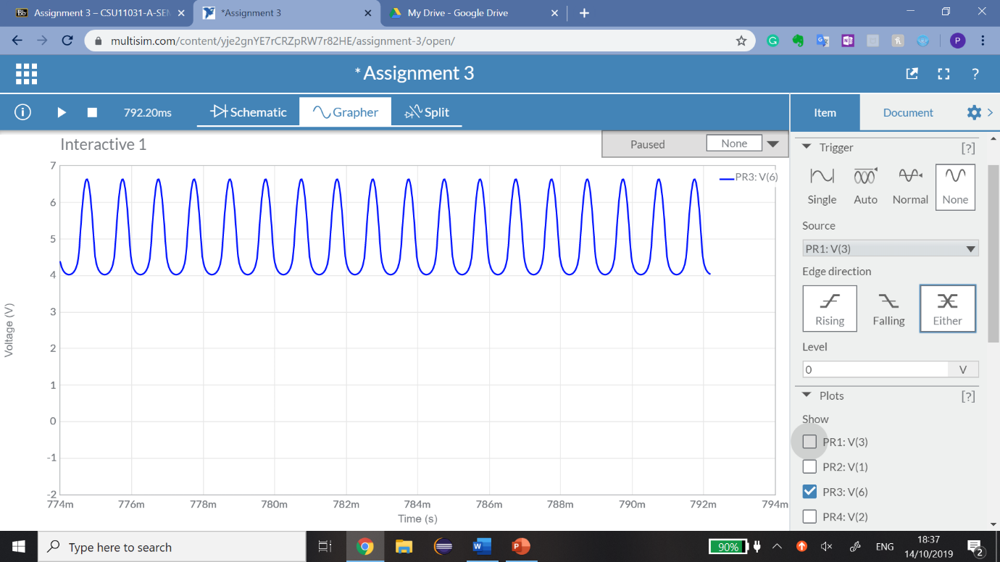 Bb Assignment 3 – CSU11031-A-SEM
*Assignment 3
My Drive - Google Drive
multisim.com/content/yje2gnYE7rCRZpRW7r82HE/assignment-3/open/
P
* Assignment 3
?
792.20ms
Schematic
Grapher
Split
Item
Document
Interactive 1
Paused
None
PR3: V(6)
7
6
5
4
3
2
1
0
-1
-2
Voltage (V)
774m 776m 778m 780m 782m 784m 786m 788m 790m 792m 794m
Time (s)
Trigger [?]
Single Auto Normal None
Source
PR1: V(3)
Edge direction
Rising Falling Either
Level
0 V
Plots [?]
Show
PR1: V(3)
PR2: V(1)
PR3: V(6)
PR4: V(2)
Type here to search
90%
ENG
18:37
14/10/2019
2